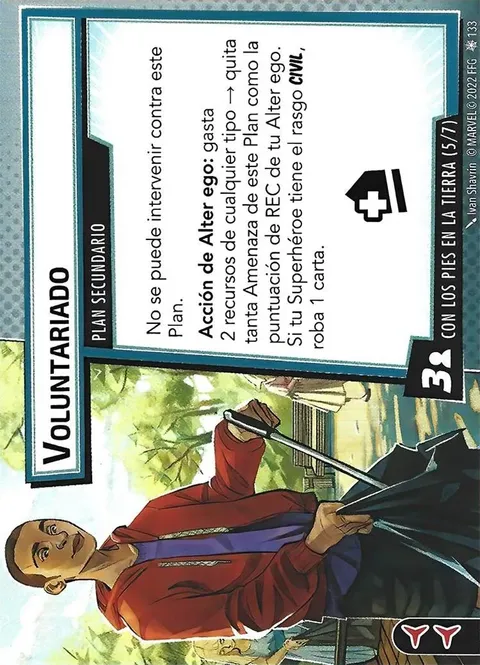 VOLUNTARIADO
PLAN SECUNDARIO
No se puede intervenir contra este
Plan.
Acción de Alter ego: gasta
2 recursos de cualquier tipo → quita
tanta Amenaza de este Plan como la
puntuación de REC de tu Alter ego.
Si tu Superhéroe tiene el rasgo CIVIL,
roba 1 carta.
3
CON LOS PIES EN LA TIERRA (5/7)
Ivan Shavrin © MARVEL © 2022 FFG 133